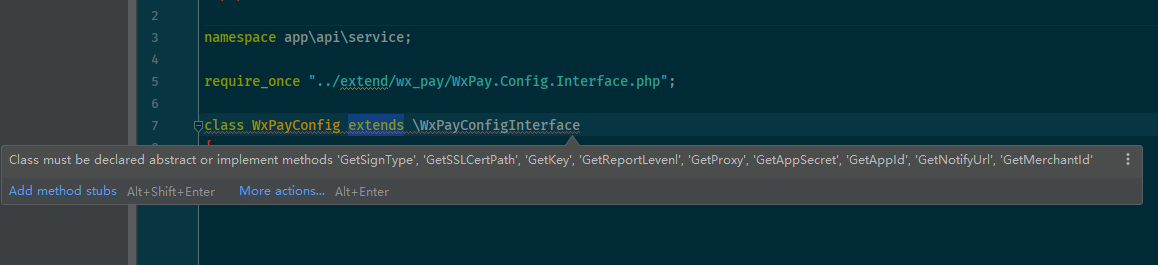 2
3 namespace app\api\service;
4
5 require_once "../extend/wx_pay/WxPay.Config.Interface.php";
6
7 class WxPayConfig extends \WxPayConfigInterface
{
Class must be declared abstract or implement methods 'GetSignType', 'GetSSLCertPath', 'GetKey', 'GetReportLevenl', 'GetProxy', 'GetAppSecret', 'GetAppId', 'GetNotifyUrl', 'GetMerchantId'
Add method stubs Alt+Shift+Enter More actions... Alt+Enter